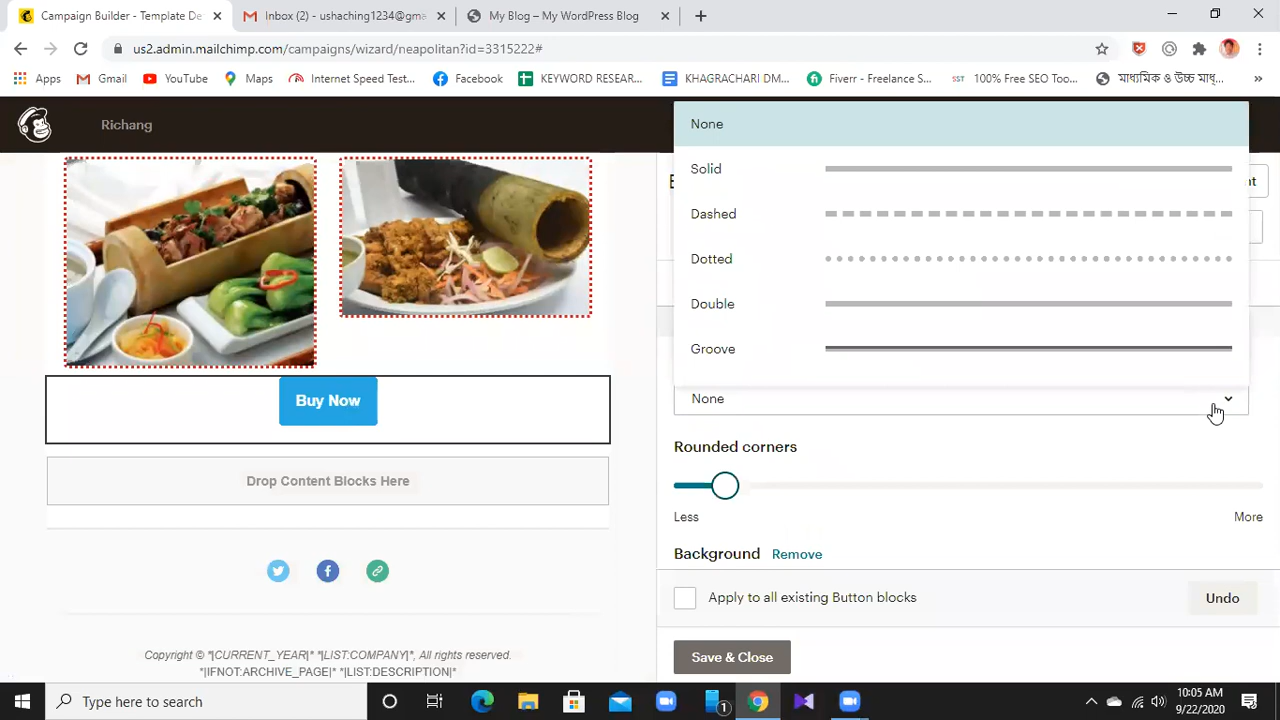 Campaign Builder - Template De
Inbox (2) - ushaching1234@gm
My Blog – My WordPress Blog
us2.admin.mailchimp.com/campaigns/wizard/neapolitan?id=3315222#
Apps
Gmail
YouTube
Maps
Internet Speed Test...
Facebook
KEYWORD RESEAR...
KHAGRACHARI DM...
Fiverr - Freelance S...
SST
100% Free SEO Too...
মাধ্যমিক ও উচ্চ মাধ্...
Richang
None
Solid
Dashed
Dotted
Double
Groove
nt
None
Buy Now
Rounded corners
Drop Content Blocks Here
Less
More
Background Remove
Apply to all existing Button blocks
Undo
Copyright © *|CURRENT_YEAR|* *|LIST:COMPANY|*, All rights reserved.
*|IFNOT:ARCHIVE_PAGE|* *|LIST:DESCRIPTION|*
Save & Close
Type here to search
1
10:05 AM
9/22/2020